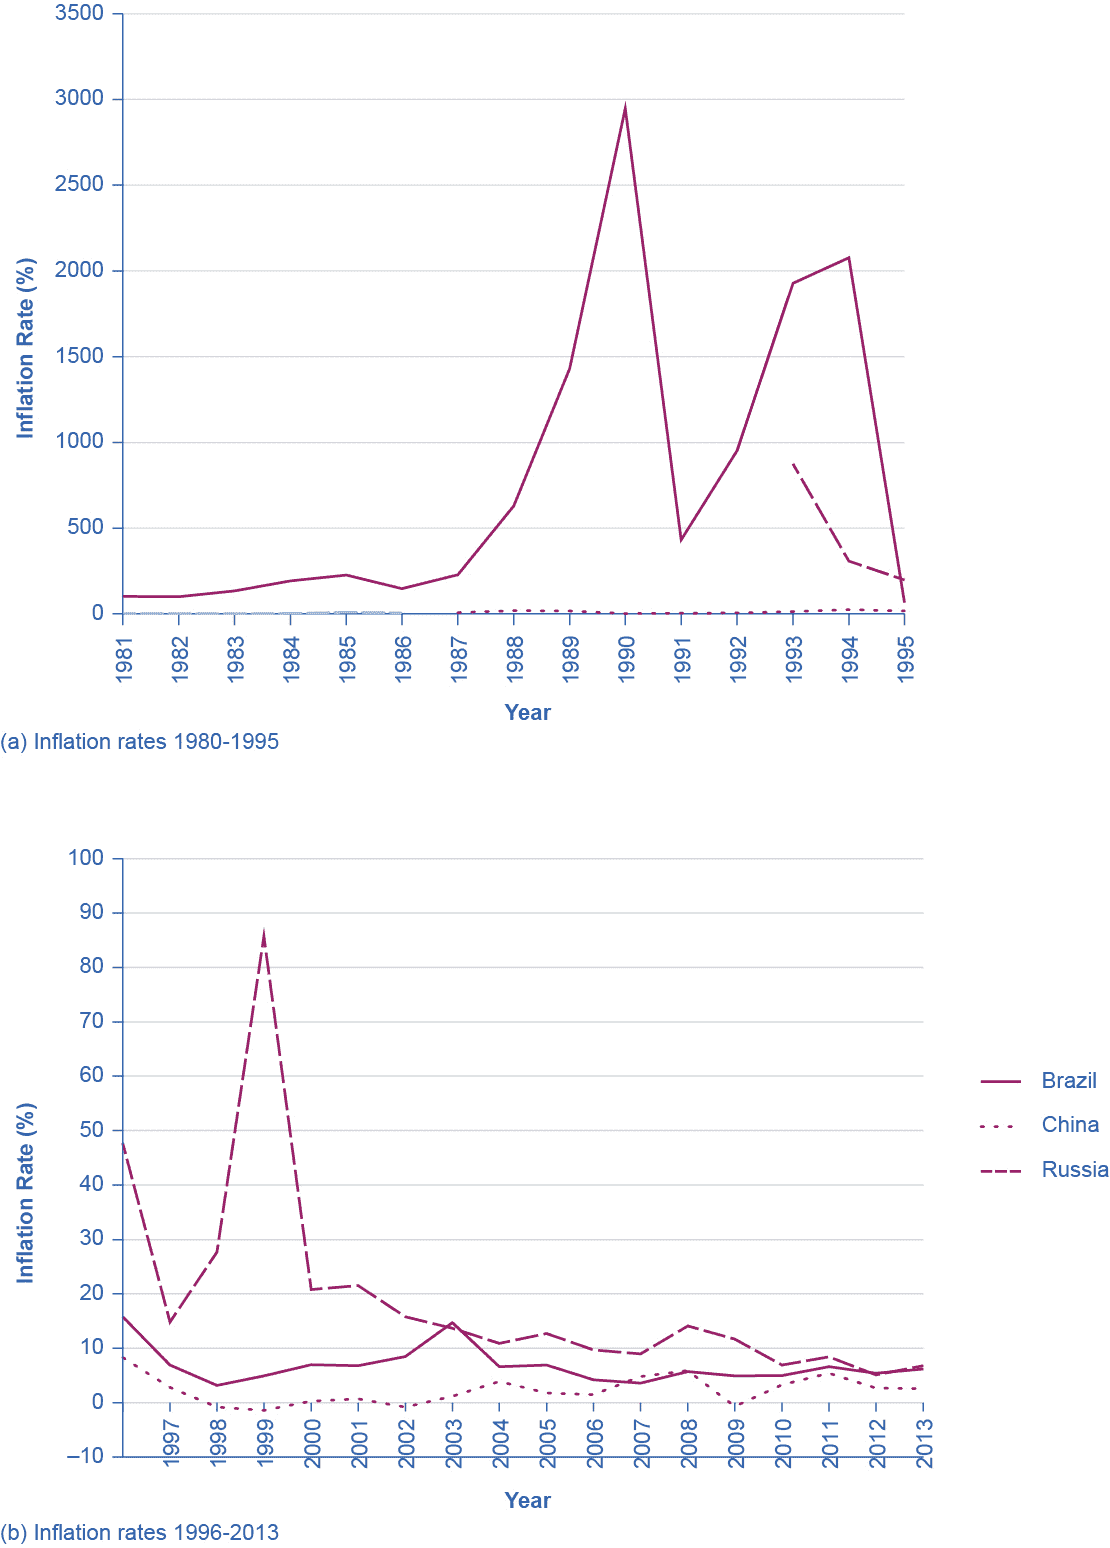 3500
3000
2500
2000
1500
1000
500
0
Inflation Rate (%)
1981 1982 1983 1984 1985 1986 1987 1988 1989 1990 1991 1992 1993 1994 1995
Year
(a) Inflation rates 1980-1995
100
90
80
70
60
50
40
30
20
10
0
–10
Inflation Rate (%)
1997 1998 1999 2000 2001 2002 2003 2004 2005 2006 2007 2008 2009 2010 2011 2012 2013
Year
Brazil
China
Russia
(b) Inflation rates 1996-2013